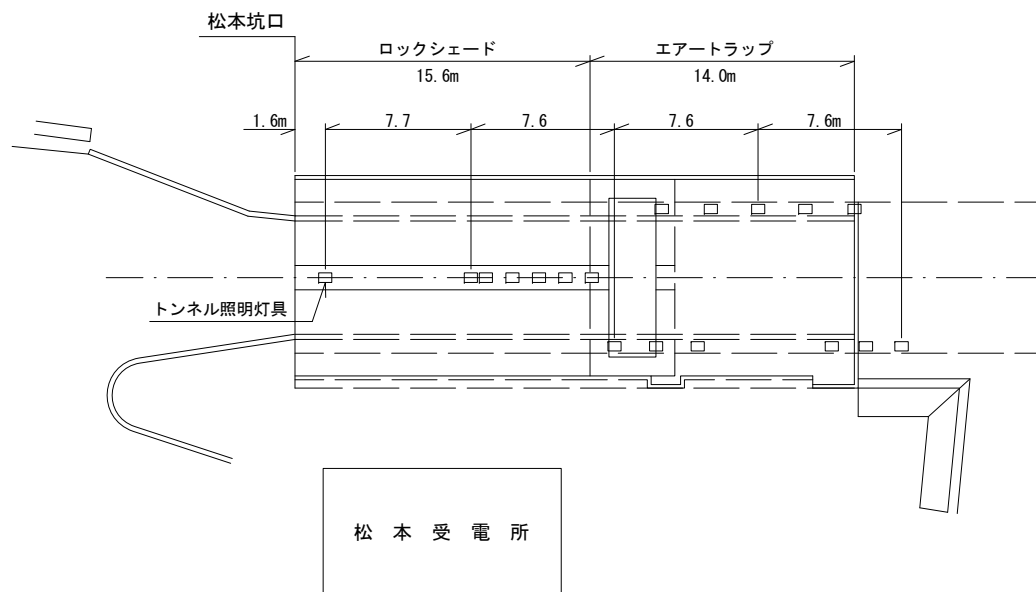 松本坑口
ロックシェード
エアートラップ
15.6m
14.0m
1.6m
7.7
7.6
7.6
7.6m
トンネル照明灯具
松本受電所